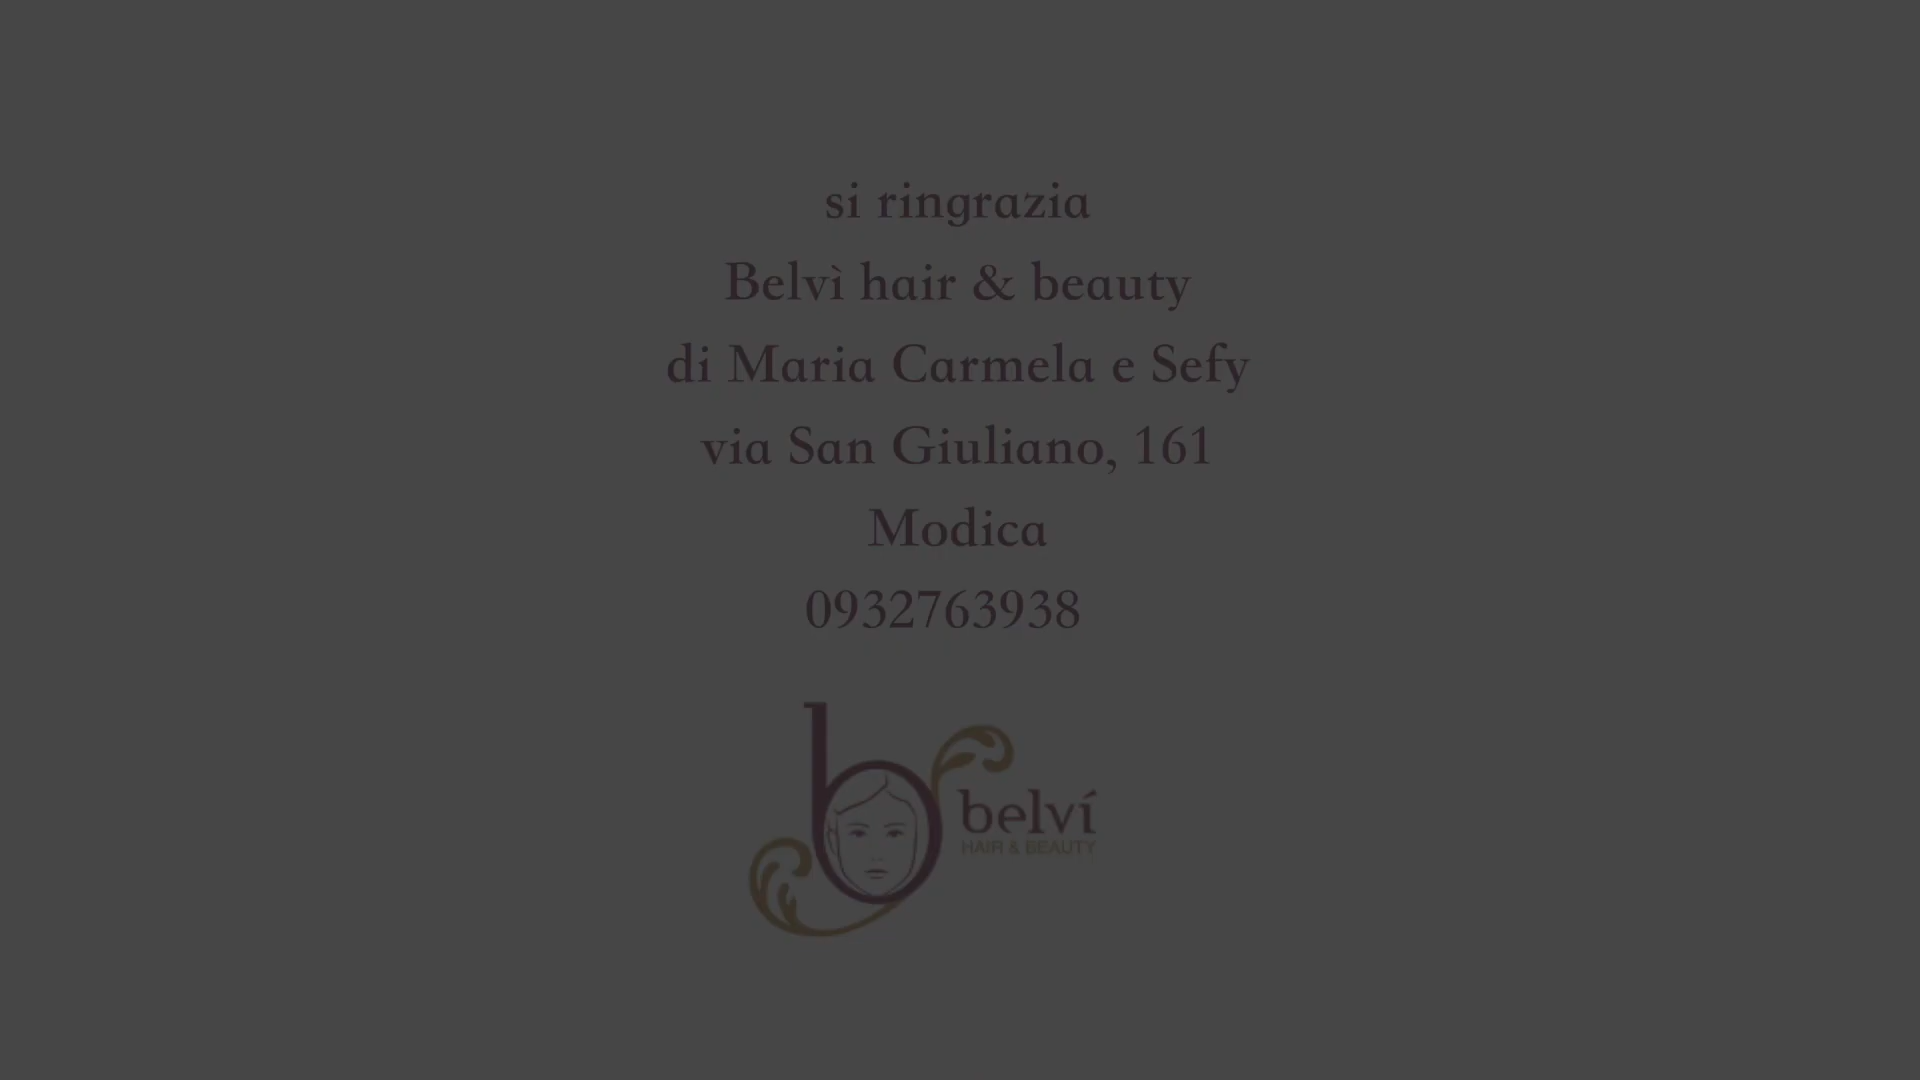 si ringrazia
Belvì hair & beauty
di Maria Carmela e Sefy
via San Giuliano, 161
Modica
0932763938
belví
HAIR & BEAUTY